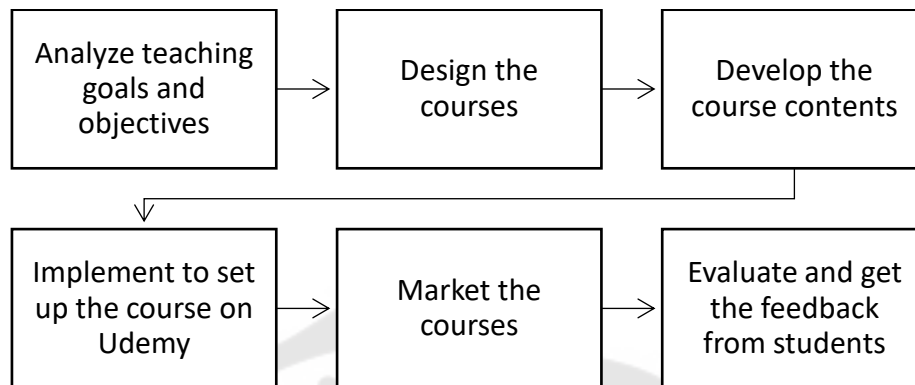 Analyze teaching
goals and
objectives
Design the
courses
Develop the
course contents
Implement to set
up the course on
Udemy
Market the
courses
Evaluate and get
the feedback
from students